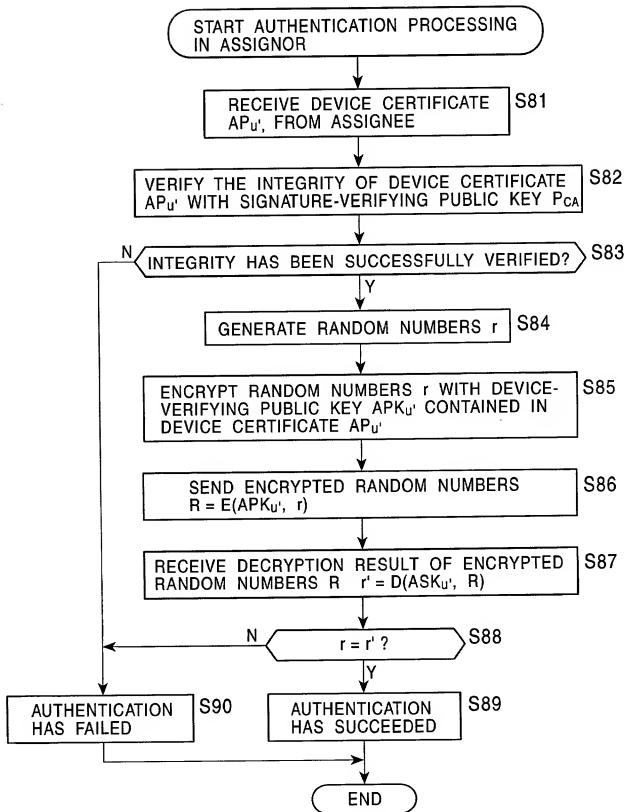 START AUTHENTICATION PROCESSING
IN ASSIGNOR
RECEIVE DEVICE CERTIFICATE
APu', FROM ASSIGNEE
S81
VERIFY THE INTEGRITY OF DEVICE CERTIFICATE
APu' WITH SIGNATURE-VERIFYING PUBLIC KEY PCA
S82
N
INTEGRITY HAS BEEN SUCCESSFULLY VERIFIED?
S83
Y
GENERATE RANDOM NUMBERS r
S84
ENCRYPT RANDOM NUMBERS r WITH DEVICE-
VERIFYING PUBLIC KEY APKu' CONTAINED IN
DEVICE CERTIFICATE APu'
S85
SEND ENCRYPTED RANDOM NUMBERS
R = E(APKu', r)
S86
RECEIVE DECRYPTION RESULT OF ENCRYPTED
RANDOM NUMBERS R r' = D(ASKu', R)
S87
N
r = r' ?
S88
Y
AUTHENTICATION
HAS FAILED
S90
AUTHENTICATION
HAS SUCCEEDED
S89
END